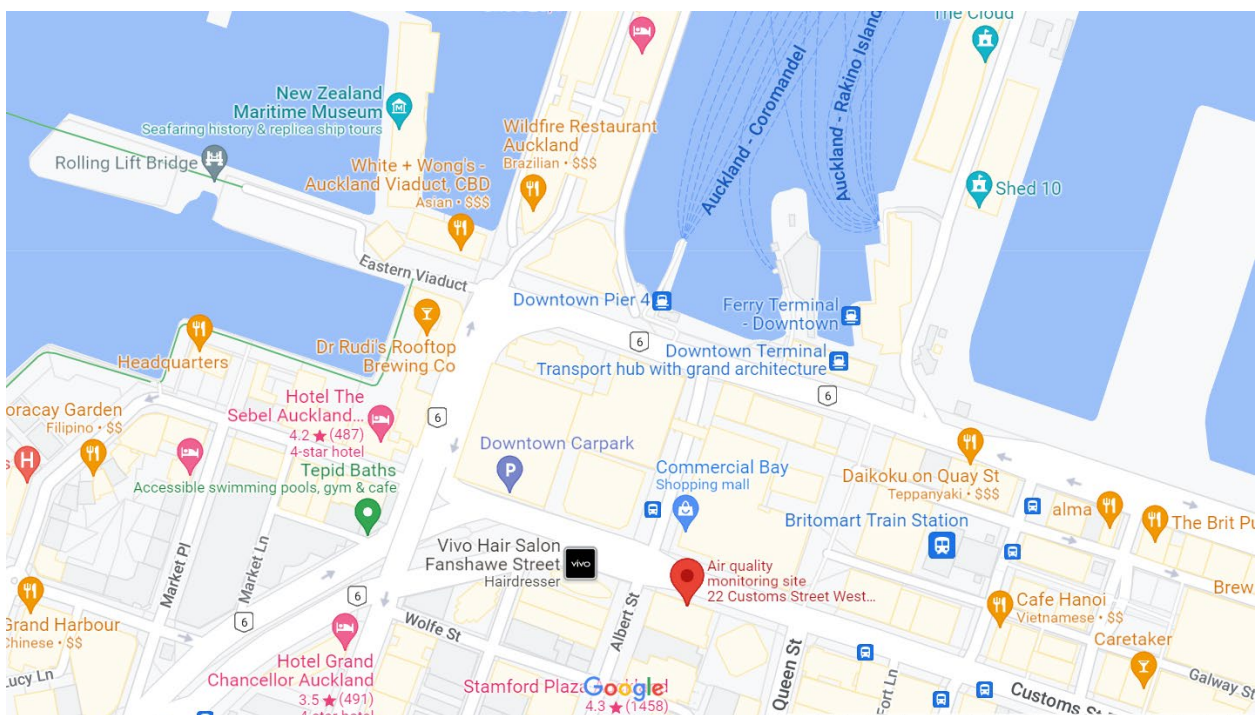 The Cloud
New Zealand
Maritime Museum
Seafaring history & replica ship tours
Rolling Lift Bridge
Wildfire Restaurant
Auckland
Brazilian • $$$
White + Wong's -
Auckland Viaduct, CBD
Asian • $$$
Auckland - Coromandel
Auckland - Rakino Island
Shed 10
Eastern Viaduct
Downtown Pier 4
Ferry Terminal
- Downtown
6
Headquarters
Dr Rudi's Rooftop
Brewing Co
Downtown Terminal
Transport hub with grand architecture
6
oracay Garden
Filipino • $$
Hotel The
Sebel Auckland...
4.2 ★ (487)
4-star hotel
6
s
H
Downtown Carpark
P
Commercial Bay
Shopping mall
Daikoku on Quay St
Teppanyaki • $$$
Tepid Baths
Accessible swimming pools, gym & cafe
alma
The Brit Pu
Britomart Train Station
Market Pl
Market Ln
Vivo Hair Salon
Fanshawe Street
Hairdresser
vivo
Air quality
monitoring site
22 Customs Street West...
Brew
6
6
Wolfe St
Albert St
Cafe Hanoi
Vietnamese • $$
Grand Harbour
Chinese • $$
Caretaker
Lucy Ln
Hotel Grand
Chancellor Auckland
3.5 ★ (491)
4-star hotel
Stamford Plaza
Google
4.3 ★ (1458)
Queen St
Fort Ln
Customs St
Galway St